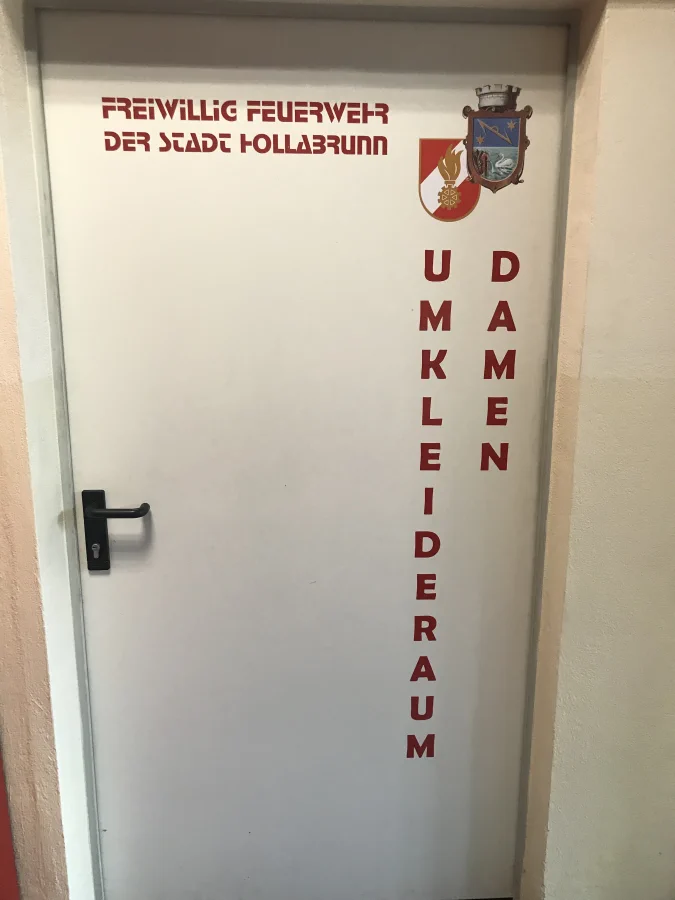 FREIWILLIG FEUERWEHR
DER STADT HOLLABRUNN
UMKLEIDERAUM
DAMEN